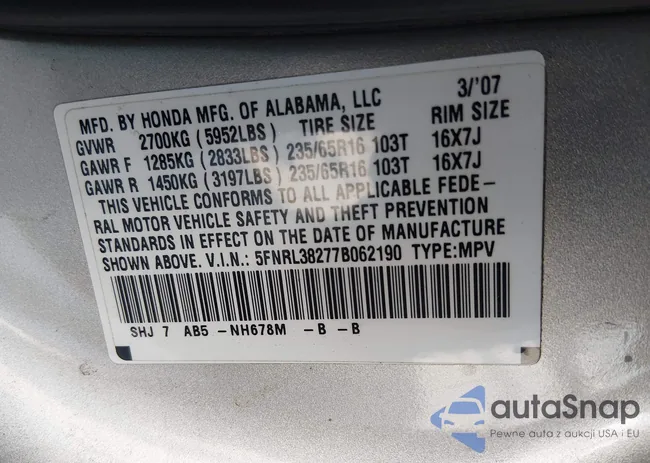 MFD. BY HONDA MFG. OF ALABAMA, LLC 3/'07
GVWR 2700KG (5952LBS) TIRE SIZE RIM SIZE
GAWR F 1285KG (2833LBS) 235/65R16 103T 16X7J
GAWR R 1450KG (3197LBS) 235/65R16 103T 16X7J
THIS VEHICLE CONFORMS TO ALL APPLICABLE FEDE-
RAL MOTOR VEHICLE SAFETY AND THEFT PREVENTION
STANDARDS IN EFFECT ON THE DATE OF MANUFACTURE
SHOWN ABOVE. V.I.N.: 5FNRL38277B062190 TYPE:MPV
SHJ 7 AB5 -NH678M -B -B
autoSnap
Pewne auta z aukcji USA i EU